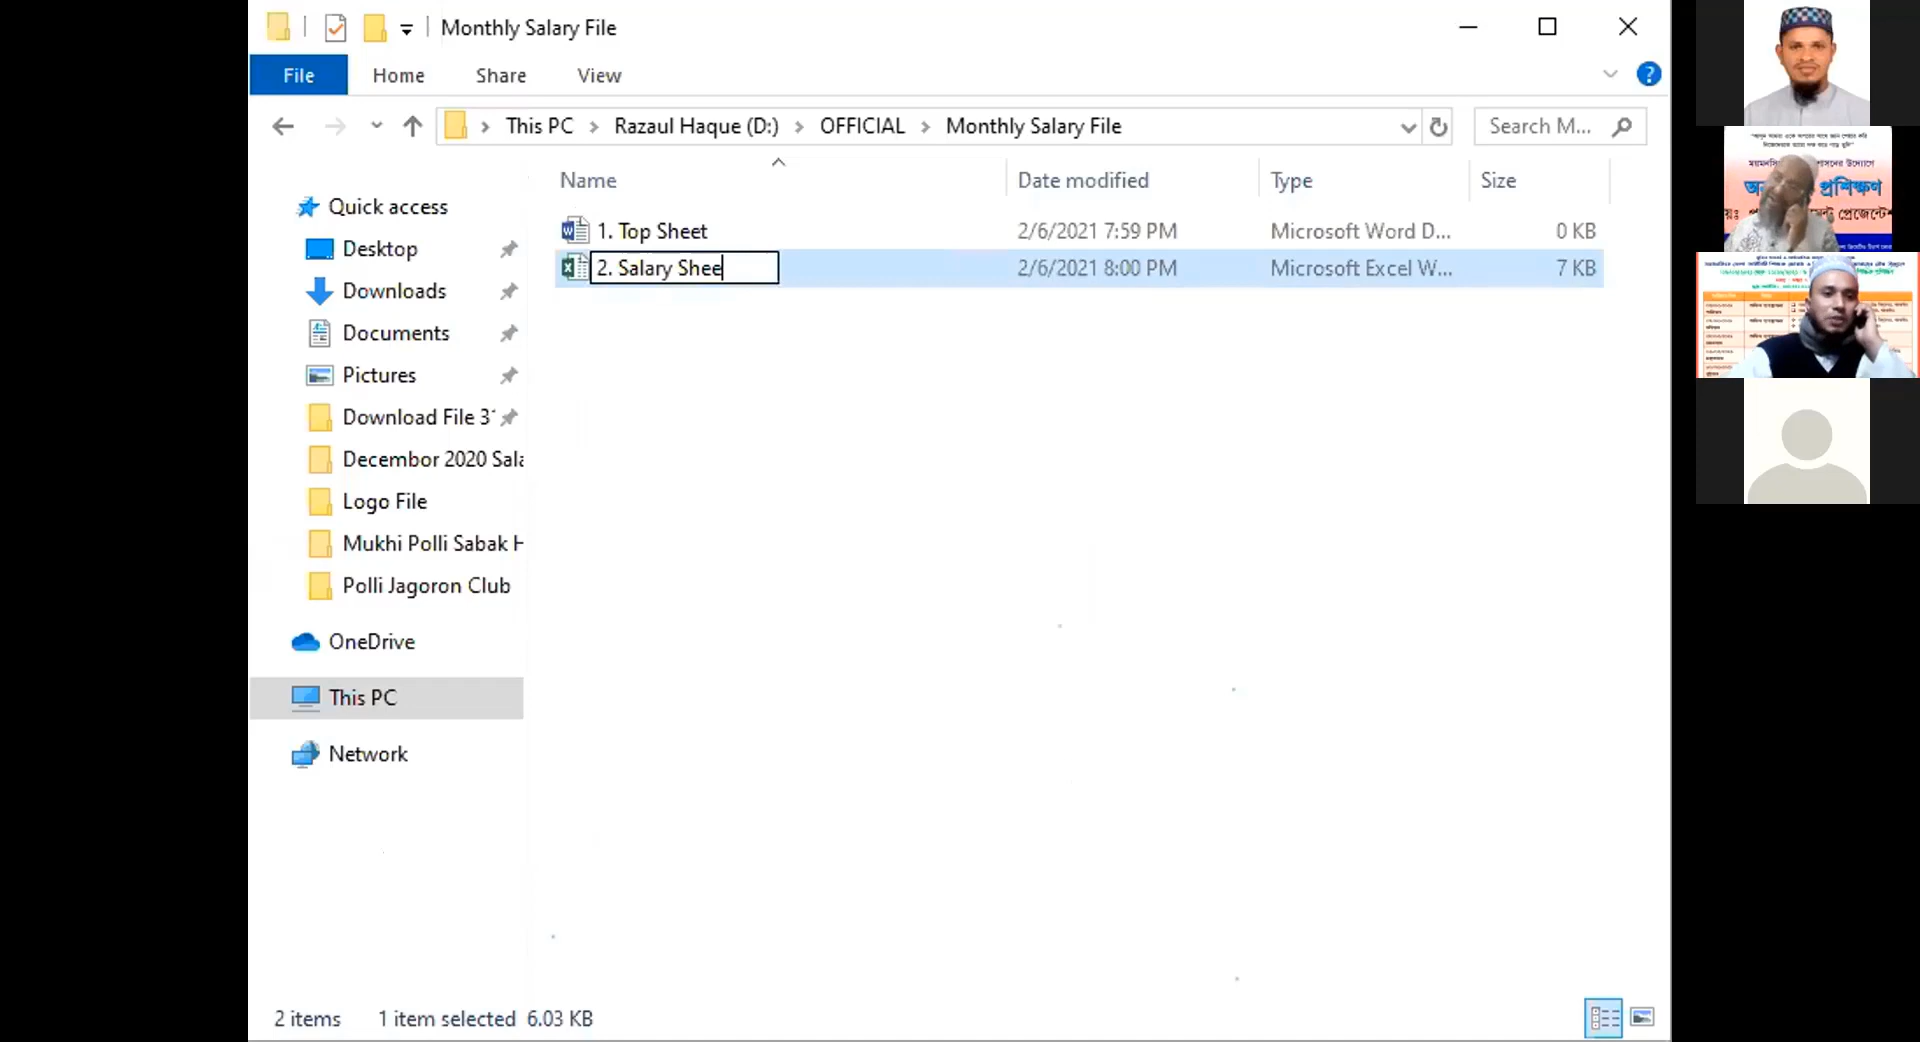 Monthly Salary File
File Home Share View
This PC Razaul Haque (D:) OFFICIAL Monthly Salary File
Search M...
Name Date modified Type Size
1. Top Sheet 2/6/2021 7:59 PM Microsoft Word D... 0 KB
2. Salary Shee 2/6/2021 8:00 PM Microsoft Excel W... 7 KB
Quick access
Desktop
Downloads
Documents
Pictures
Download File 3
Decembor 2020 Sala
Logo File
Mukhi Polli Sabak H
Polli Jagoron Club
OneDrive
This PC
Network
2 items 1 item selected 6.03 KB
প্রশিক্ষণ